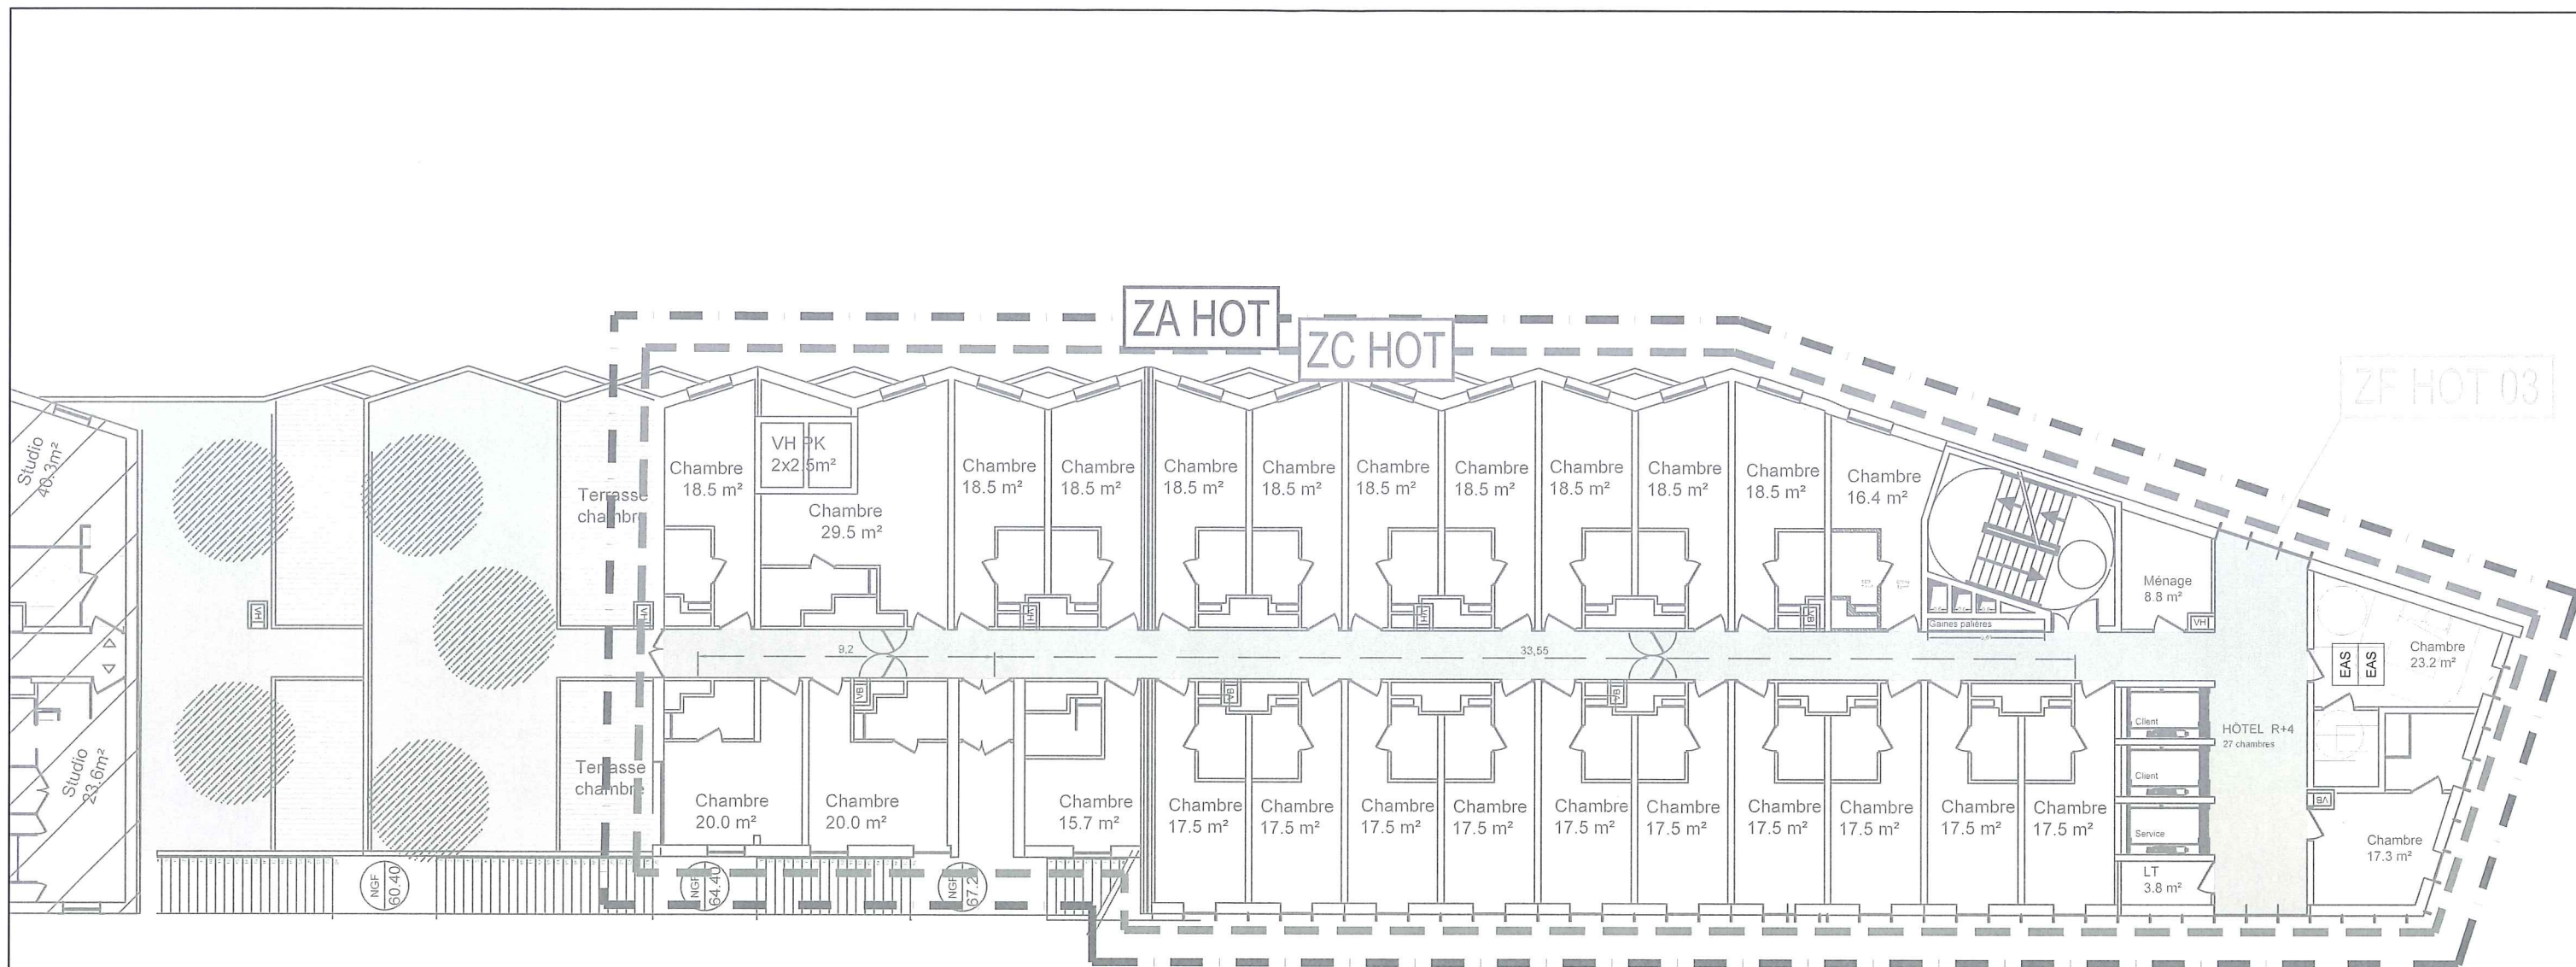 ZA HOT
ZC HOT
ZF HOT 03
Studio
40.3m²
Terrasse
chambre
Chambre
18.5 m²
VH PK
2x2.5m²
Chambre
29.5 m²
Chambre
18.5 m²
Chambre
18.5 m²
Chambre
18.5 m²
Chambre
18.5 m²
Chambre
18.5 m²
Chambre
18.5 m²
Chambre
18.5 m²
Chambre
18.5 m²
Chambre
18.5 m²
Chambre
16.4 m²
Ménage
8.8 m²
VH
VH
VH
VH
VB
Gaines palières
VH
9,2
33,55
Chambre
23.2 m²
EAS
EAS
VB
VB
VB
Studio
23.6m²
Terrasse
chambre
Chambre
20.0 m²
Chambre
20.0 m²
Chambre
15.7 m²
Chambre
17.5 m²
Chambre
17.5 m²
Chambre
17.5 m²
Chambre
17.5 m²
Chambre
17.5 m²
Chambre
17.5 m²
Chambre
17.5 m²
Chambre
17.5 m²
Chambre
17.5 m²
Chambre
17.5 m²
Client
Client
Service
LT
3.8 m²
HÔTEL R+4
27 chambres
VB
Chambre
17.3 m²
NGF
60.40
NGF
64.40
NGF
67.2